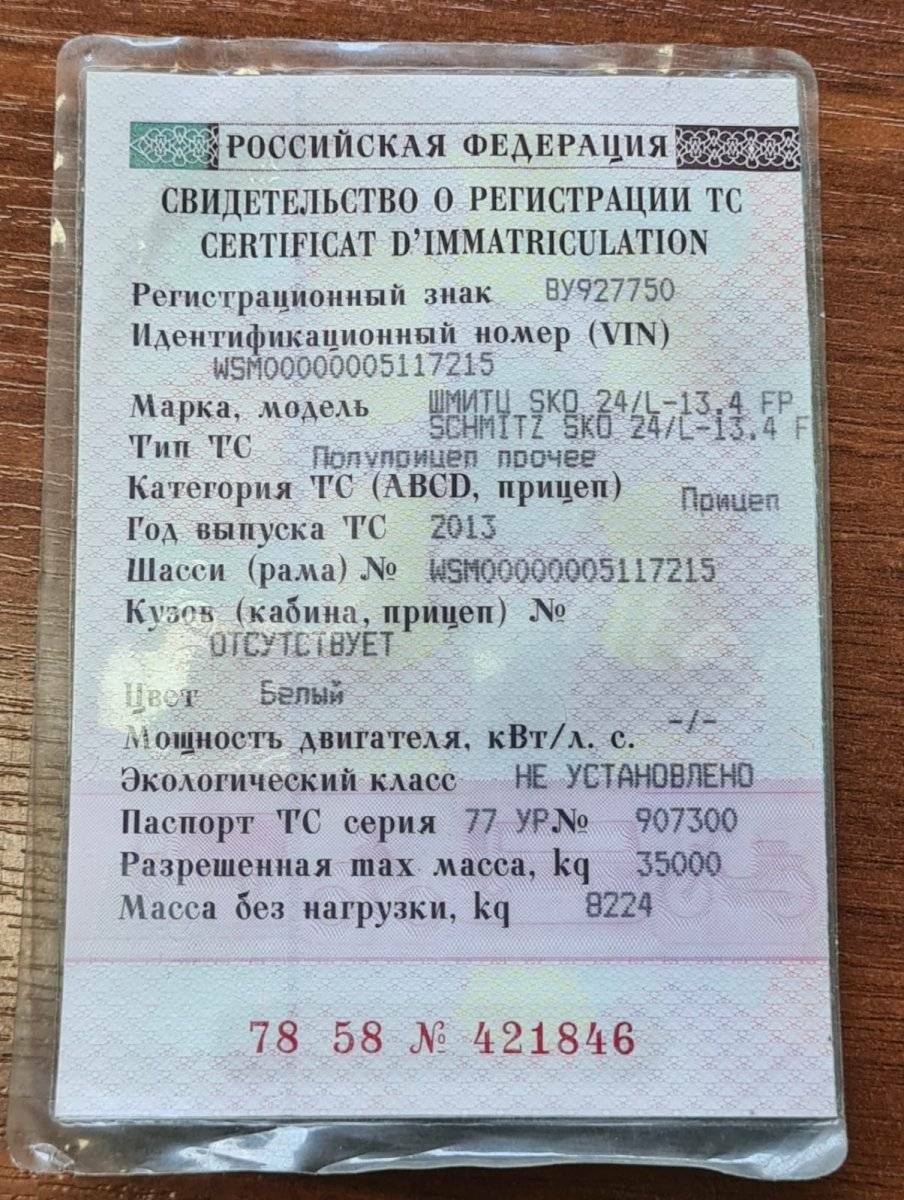 РОССИЙСКАЯ ФЕДЕРАЦИЯ
СВИДЕТЕЛЬСТВО О РЕГИСТРАЦИИ ТС
CERTIFICAT D'IMMATRICULATION
Регистрационный знак ВУ927750
Идентификационный номер (VIN)
WSM00000005117215
Марка, модель ШМИТЦ SKO 24/L-13.4 FP
SCHMITZ SKO 24/L-13.4 F
Тип ТС Полуприцеп прочее
Категория ТС (ABCD, прицеп) Прицеп
Год выпуска ТС 2013
Шасси (рама) № WSM00000005117215
Кузов (кабина, прицеп) №
ОТСУТСТВУЕТ
Цвет Белый
Мощность двигателя, кВт/л. с. -/-
Экологический класс НЕ УСТАНОВЛЕНО
Паспорт ТС серия 77 УР № 907300
Разрешенная max масса, kg 35000
Масса без нагрузки, kg 8224
78 58 № 421846